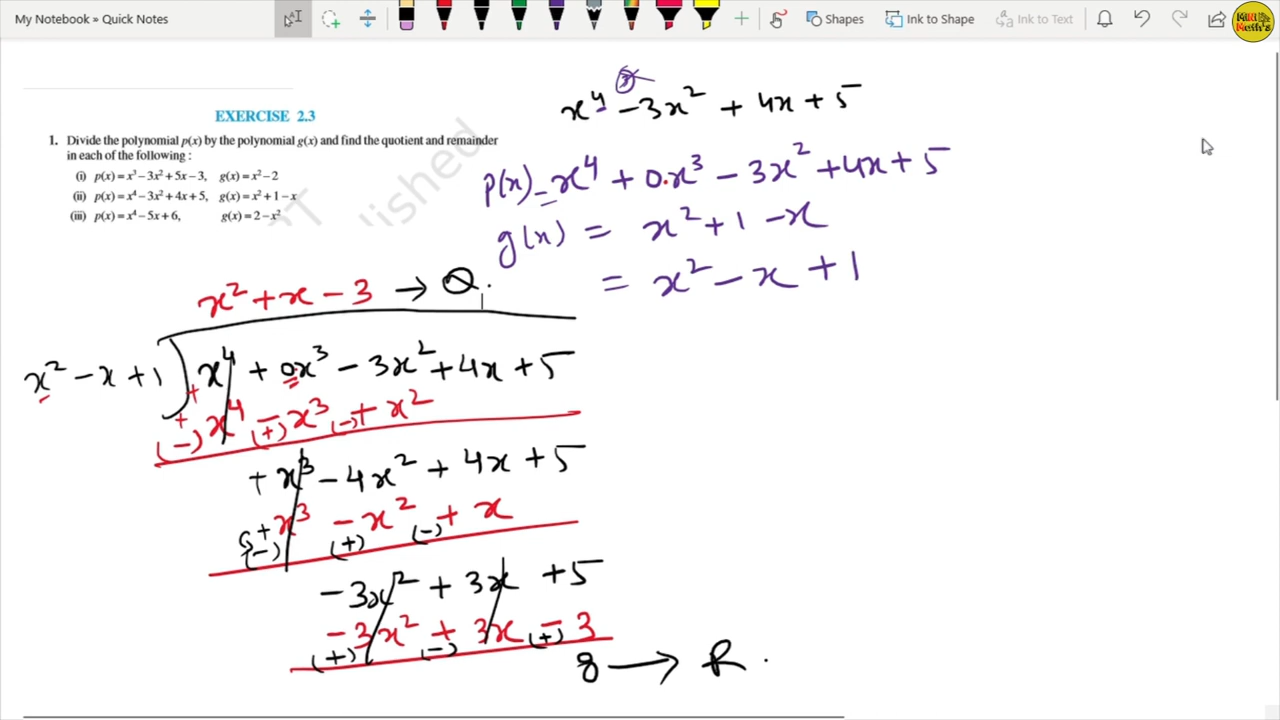 My Notebook » Quick Notes
Shapes
Ink to Shape
Ink to Text
EXERCISE 2.3
1. Divide the polynomial p(x) by the polynomial g(x) and find the quotient and remainder
in each of the following :
(i) p(x) = x³ – 3x² + 5x – 3, g(x) = x² – 2
(ii) p(x) = x⁴ – 3x² + 4x + 5, g(x) = x² + 1 – x
(iii) p(x) = x⁴ – 5x + 6, g(x) = 2 – x²
x⁴ - 3x² + 4x + 5
p(x) = x⁴ + 0.x³ - 3x² + 4x + 5
g(x) = x² + 1 - x
= x² - x + 1
x² + x - 3 → Q.
x² - x + 1 ) x⁴ + 0x³ - 3x² + 4x + 5
+ x⁴ - x³ + x²
(-) (+) (-)
+ x³ - 4x² + 4x + 5
+ x³ - x² + x
(-) (+) (-)
- 3x² + 3x + 5
- 3x² + 3x - 3
(+) (-) (+)
8 → R.